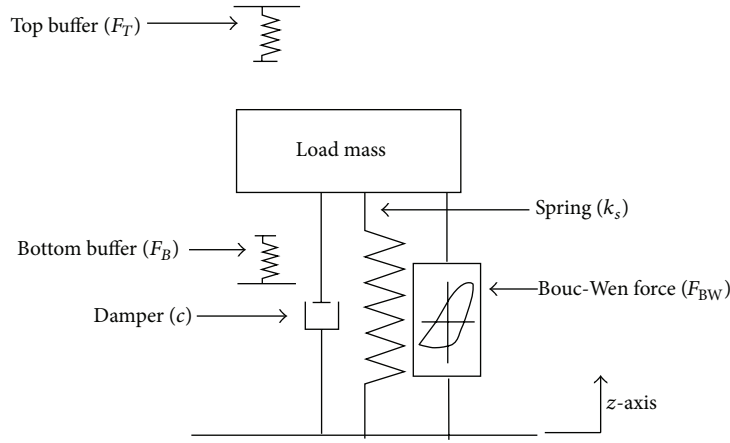 Top buffer (F_T)
Load mass
Spring (k_s)
Bottom buffer (F_B)
Bouc-Wen force (F_BW)
Damper (c)
z-axis